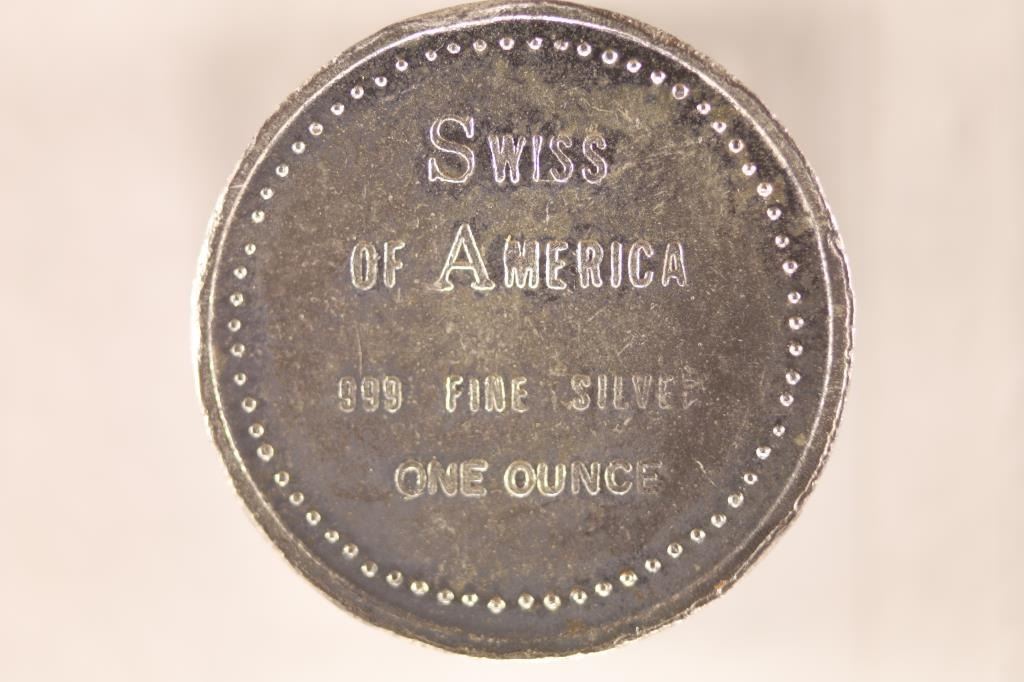 SWISS
OF AMERICA
999 FINE SILVER
ONE OUNCE